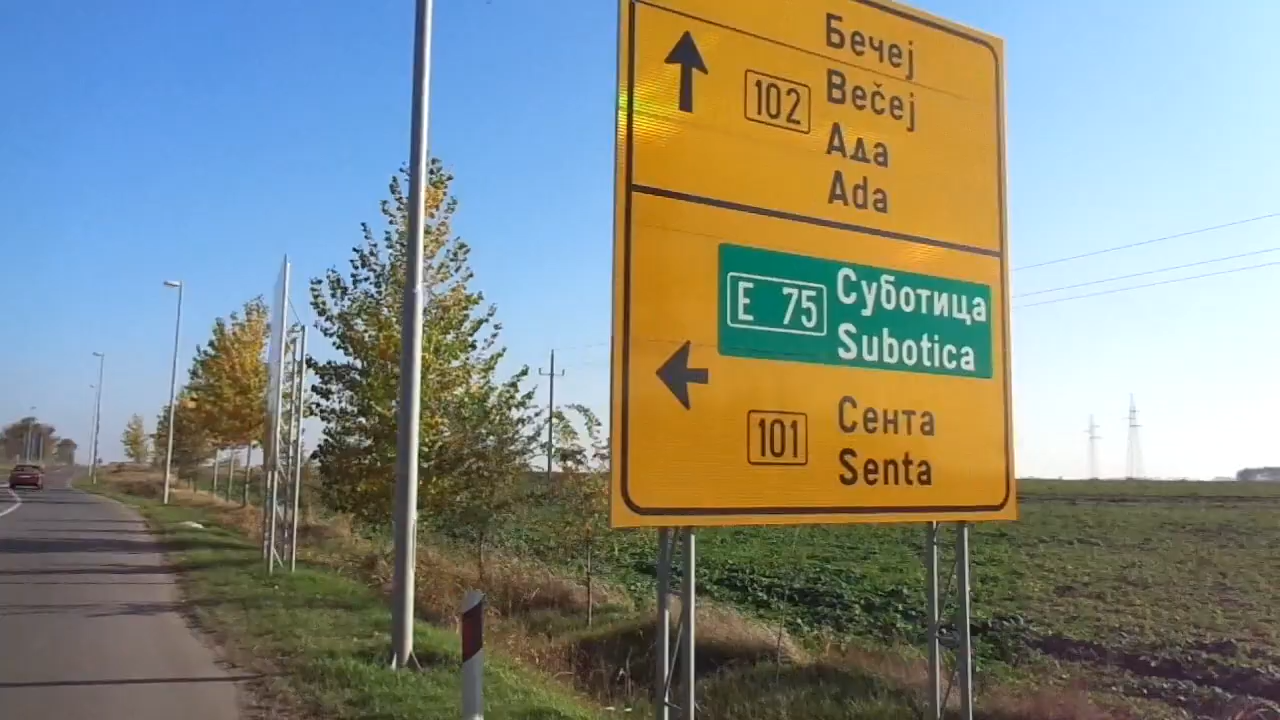 Бечеј
102 Bečej
Ада
Ada
E 75 Суботица
Subotica
Сента
101 Senta